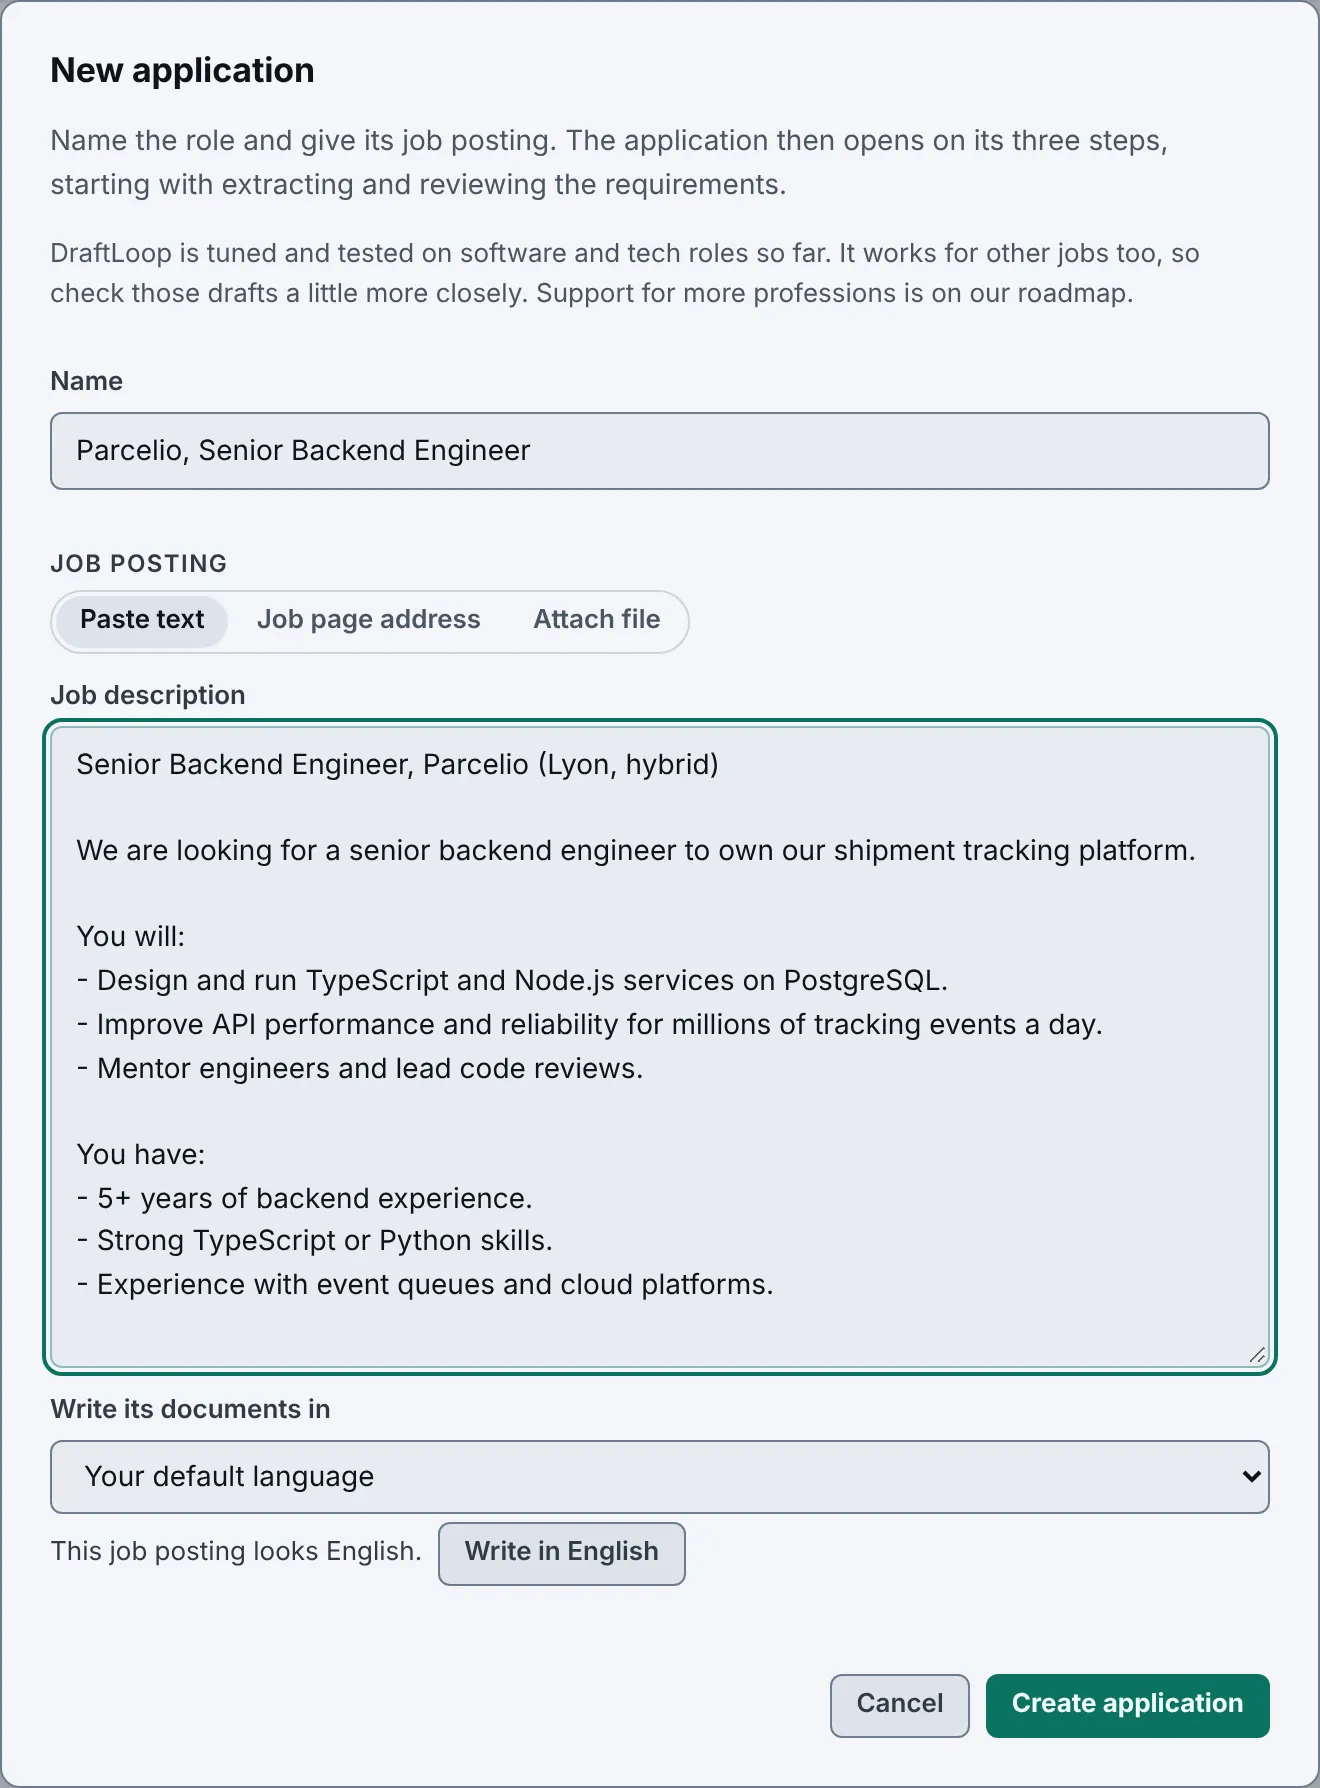 New application
Name the role and give its job posting. The application then opens on its three steps,
starting with extracting and reviewing the requirements.
DraftLoop is tuned and tested on software and tech roles so far. It works for other jobs too, so
check those drafts a little more closely. Support for more professions is on our roadmap.
Name
Parcelio, Senior Backend Engineer
JOB POSTING
Paste text Job page address Attach file
Job description
Senior Backend Engineer, Parcelio (Lyon, hybrid)
We are looking for a senior backend engineer to own our shipment tracking platform.
You will:
- Design and run TypeScript and Node.js services on PostgreSQL.
- Improve API performance and reliability for millions of tracking events a day.
- Mentor engineers and lead code reviews.
You have:
- 5+ years of backend experience.
- Strong TypeScript or Python skills.
- Experience with event queues and cloud platforms.
Write its documents in
Your default language
This job posting looks English. Write in English
Cancel Create application